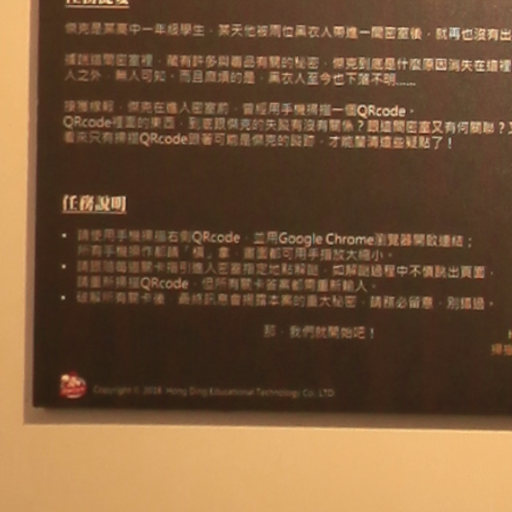 傑克是某高中一年級學生，某天他被兩位黑衣人帶進一間密室後，就再也沒有出
據說這間密室裡，藏有許多與毒品有關的秘密，傑克到底是什麼原因消失在這裡
人之外，無人可知。而且麻煩的是，黑衣人至今也下落不明……
接獲線報，傑克在進入密室前，曾經用手機掃描一個QRcode。
QRcode裡面的東西，到底跟傑克的失蹤有沒有關係？跟這間密室又有何關聯？
看來只有掃描QRcode跟著可能是傑克的蹤跡，才能釐清這些疑點了！
任務說明
• 請使用手機掃描右側QRcode，並用Google Chrome瀏覽器開啟連結；
所有手機操作都請「橫」拿，畫面都可用手指放大縮小。
• 請跟隨每道關卡指引進入密室指定地點解謎，如解謎過程中不慎跳出頁面，
請重新掃描QRcode，但所有關卡答案都需重新輸入。
• 破解所有關卡後，最終訊息會揭露本案的重大秘密，請務必留意，別錯過。
那，我們就開始吧！
Copyright © 2018 Hong Ding Educational Technology Co. LTD